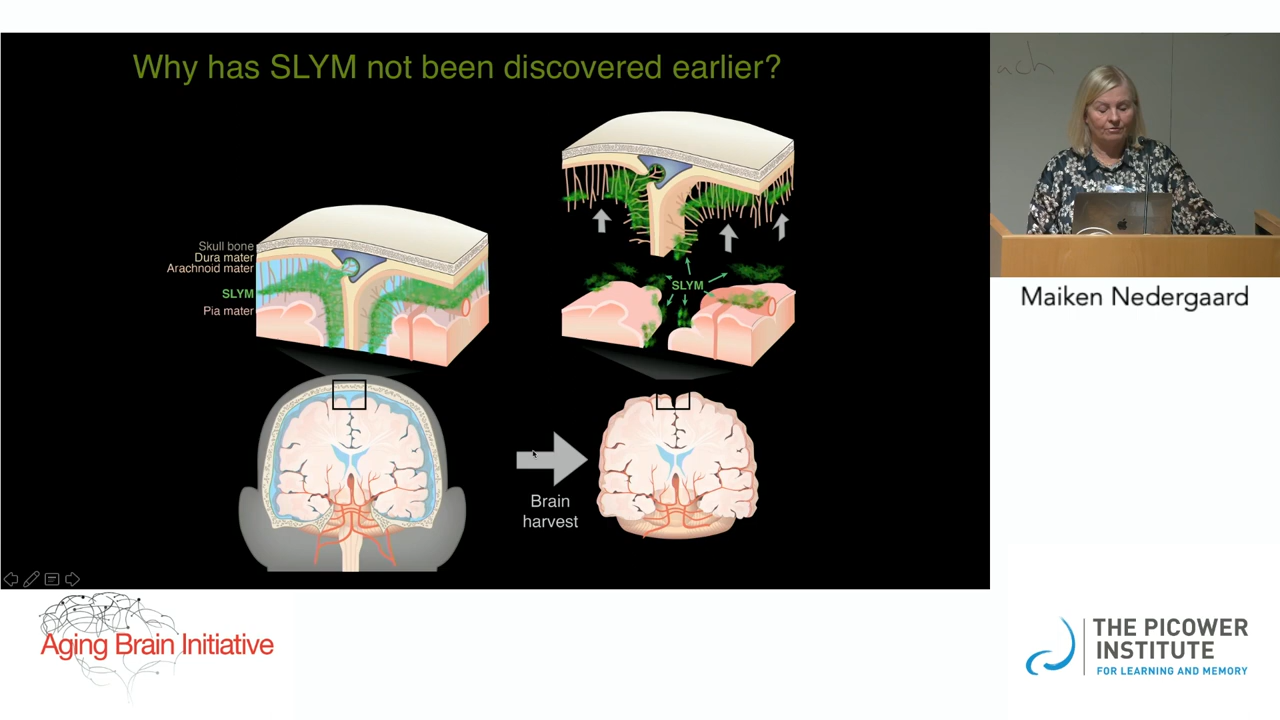 Why has SLYM not been discovered earlier?
ach
Maiken Nedergaard
Skull bone
Dura mater
Arachnoid mater
SLYM
Pia mater
SLYM
Brain
harvest
Aging Brain Initiative
THE PICOWER
INSTITUTE
FOR LEARNING AND MEMORY